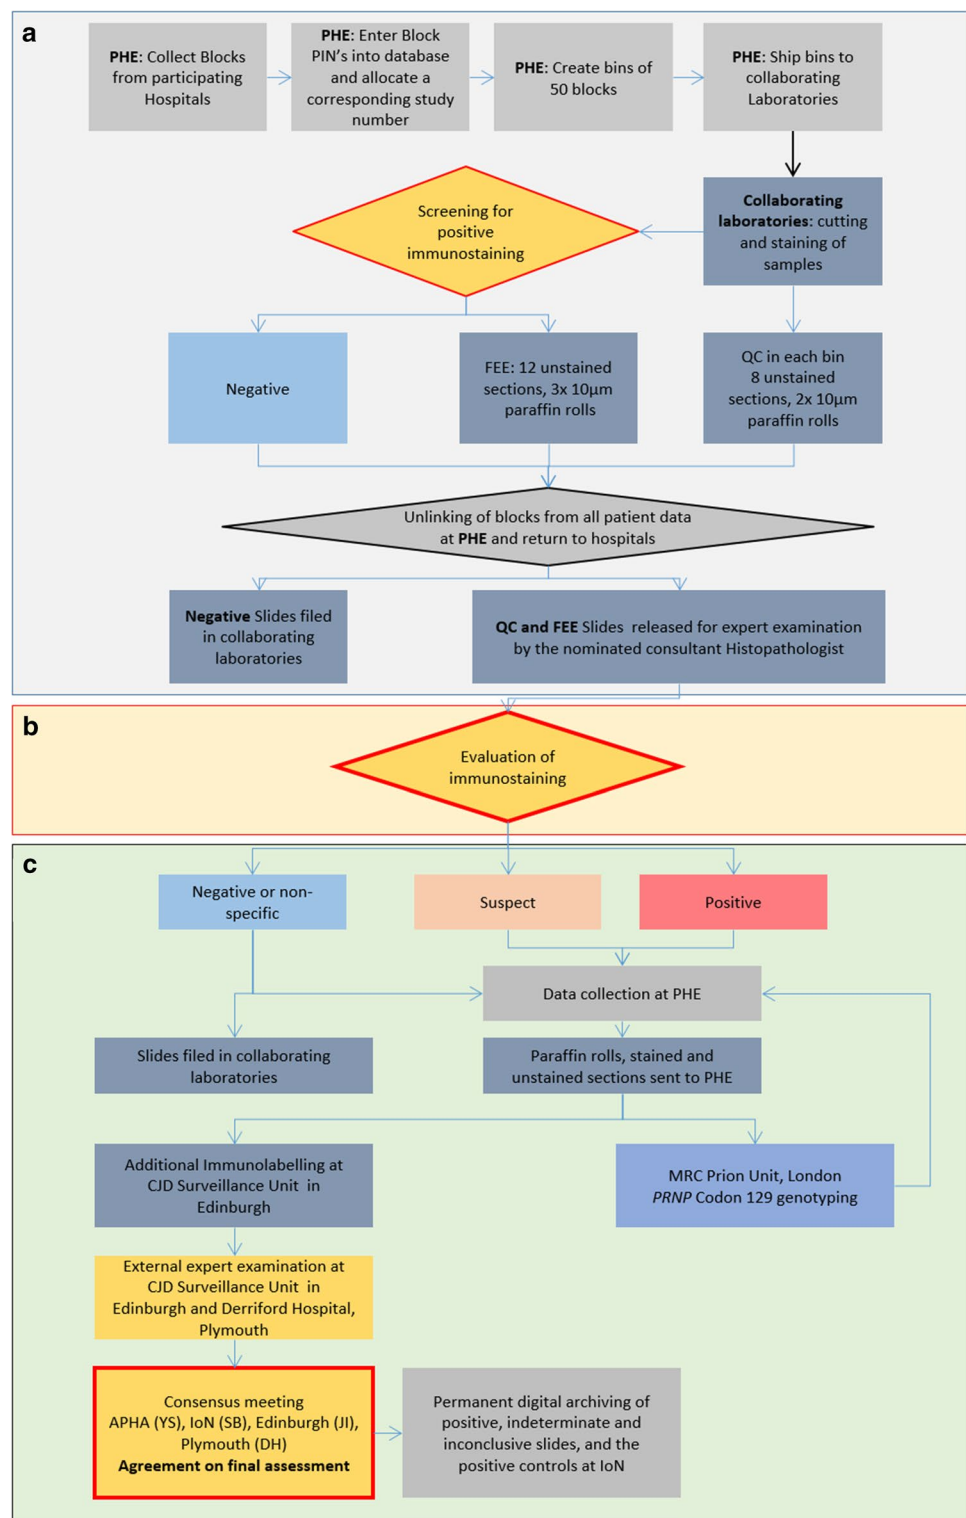 a
PHE: Collect Blocks
from participating
Hospitals
PHE: Enter Block
PIN's into database
and allocate a
corresponding study
number
PHE: Create bins of
50 blocks
PHE: Ship bins to
collaborating
Laboratories
Screening for
positive
immunostaining
Collaborating
laboratories: cutting
and staining of
samples
Negative
FEE: 12 unstained
sections, 3x 10µm
paraffin rolls
QC in each bin
8 unstained
sections, 2x 10µm
paraffin rolls
Unlinking of blocks from all patient data
at PHE and return to hospitals
Negative Slides filed
in collaborating
laboratories
QC and FEE Slides released for expert examination
by the nominated consultant Histopathologist
b
Evaluation of
immunostaining
c
Negative or non-
specific
Suspect
Positive
Data collection at PHE
Slides filed in collaborating
laboratories
Paraffin rolls, stained and
unstained sections sent to PHE
Additional Immunolabelling at
CJD Surveillance Unit in
Edinburgh
MRC Prion Unit, London
PRNP Codon 129 genotyping
External expert examination at
CJD Surveillance Unit in
Edinburgh and Derriford Hospital,
Plymouth
Consensus meeting
APHA (YS), IoN (SB), Edinburgh (JI),
Plymouth (DH)
Agreement on final assessment
Permanent digital archiving of
positive, indeterminate and
inconclusive slides, and the
positive controls at IoN